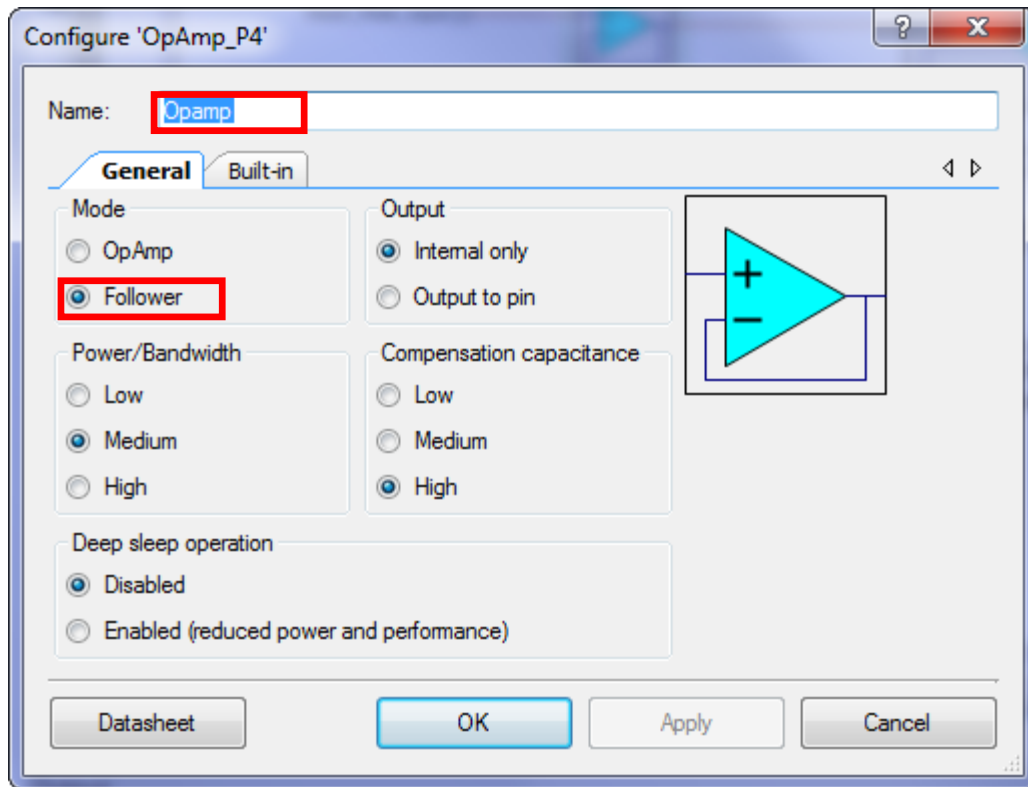 Configure 'OpAmp_P4'
Name: Opamp
General Built-in
Mode
OpAmp
Follower
Output
Internal only
Output to pin
Power/Bandwidth
Low
Medium
High
Compensation capacitance
Low
Medium
High
Deep sleep operation
Disabled
Enabled (reduced power and performance)
Datasheet OK Apply Cancel